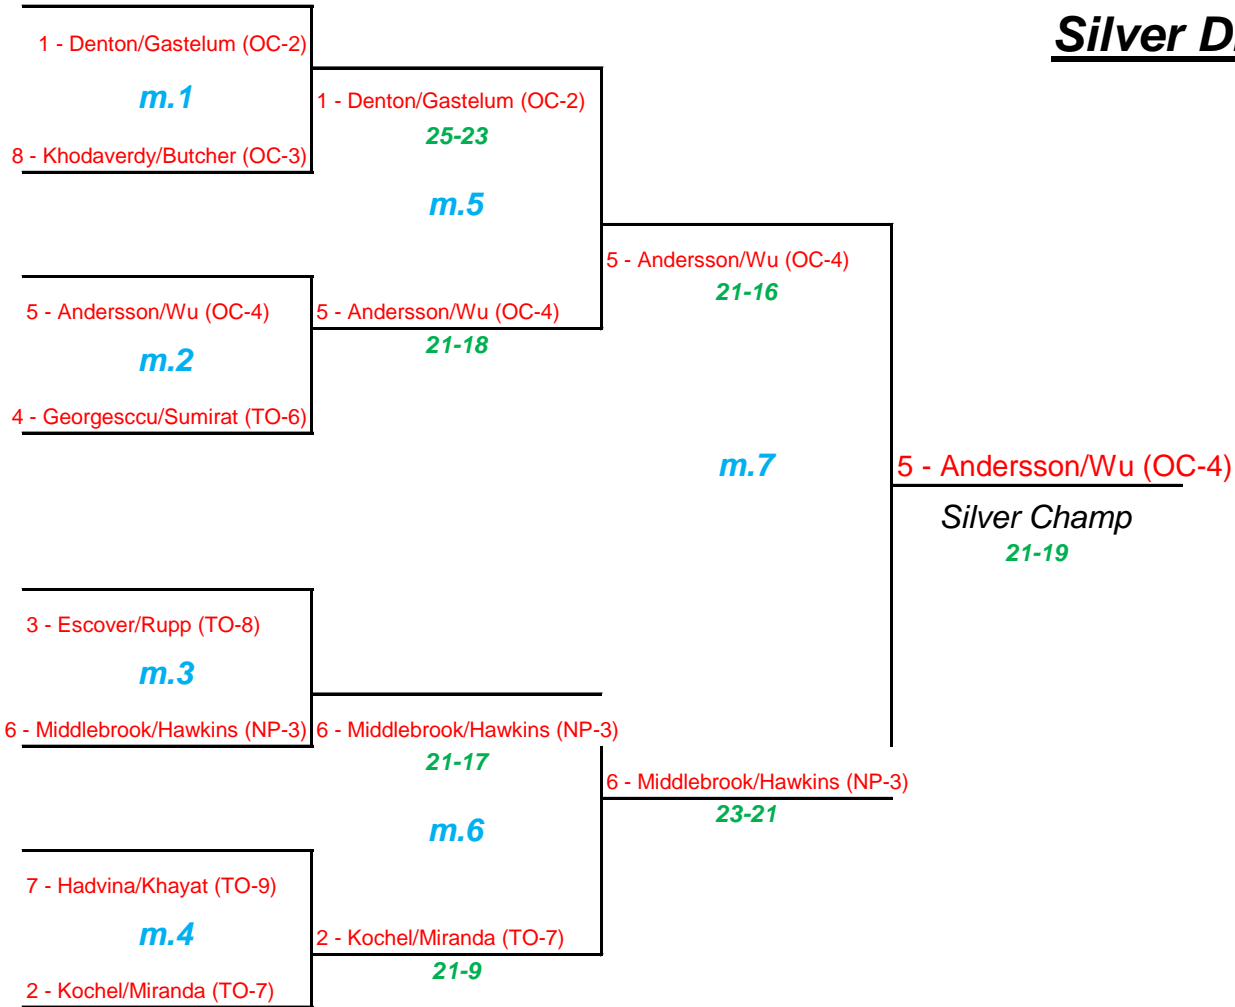 Silver D
1 - Denton/Gastelum (OC-2)
m.1
8 - Khodaverdy/Butcher (OC-3)
1 - Denton/Gastelum (OC-2)
25-23
m.5
5 - Andersson/Wu (OC-4)
m.2
4 - Georgesccu/Sumirat (TO-6)
5 - Andersson/Wu (OC-4)
21-18
5 - Andersson/Wu (OC-4)
21-16
m.7
5 - Andersson/Wu (OC-4)
Silver Champ
21-19
3 - Escover/Rupp (TO-8)
m.3
6 - Middlebrook/Hawkins (NP-3)
6 - Middlebrook/Hawkins (NP-3)
21-17
m.6
6 - Middlebrook/Hawkins (NP-3)
23-21
7 - Hadvina/Khayat (TO-9)
m.4
2 - Kochel/Miranda (TO-7)
2 - Kochel/Miranda (TO-7)
21-9